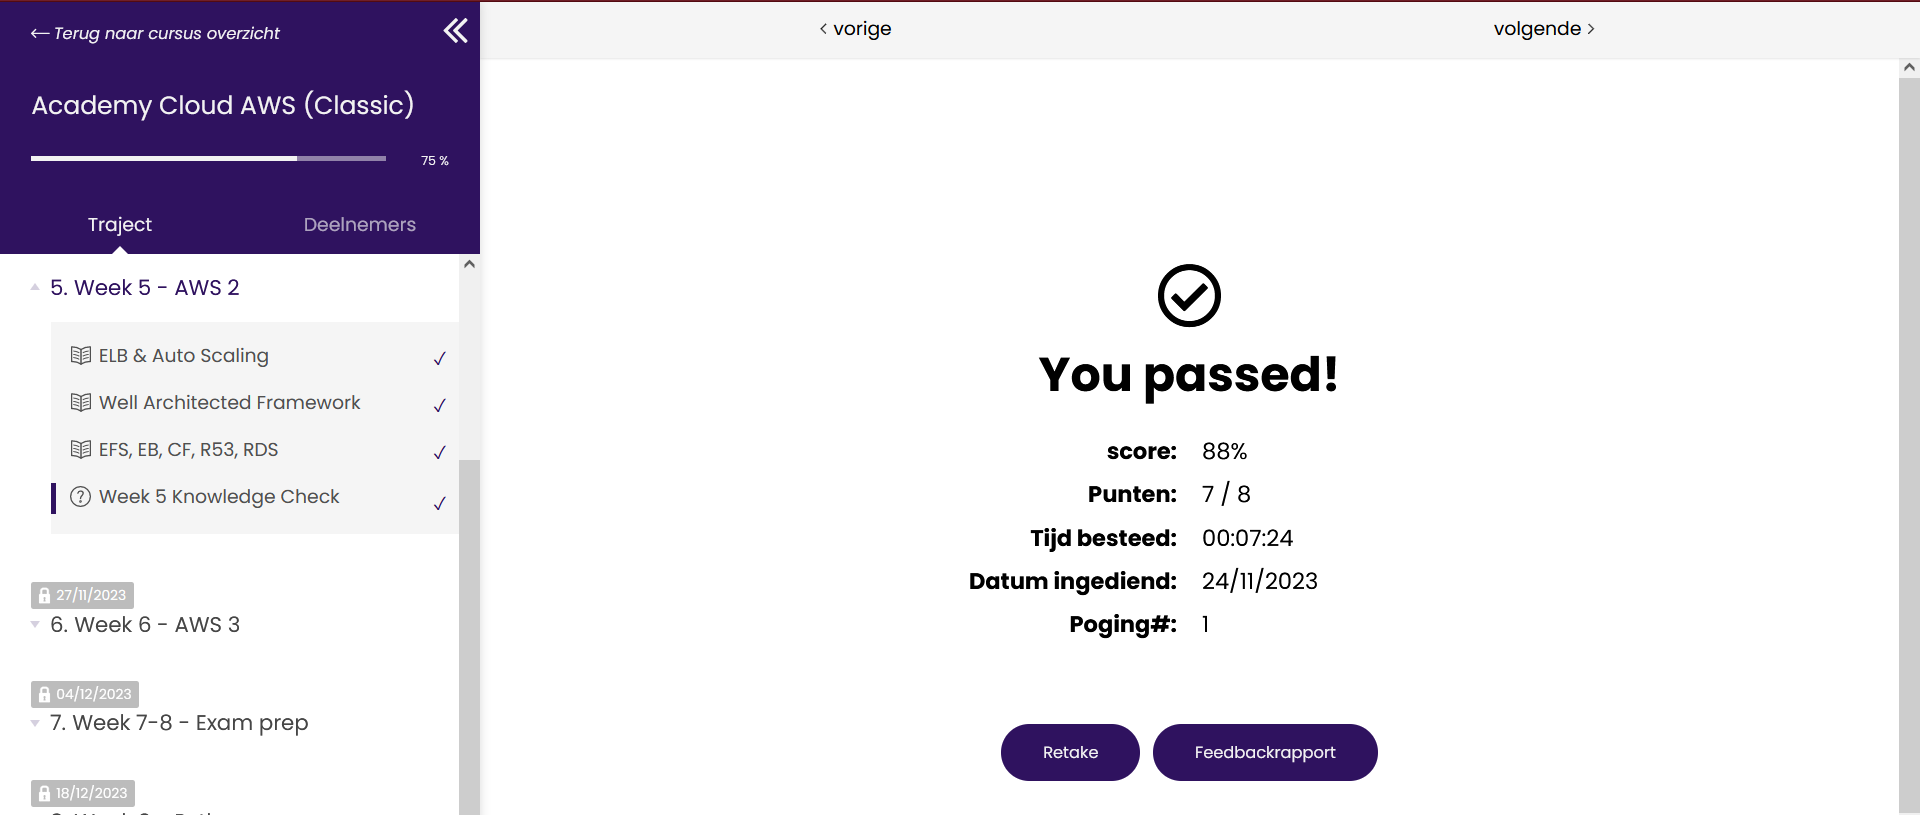 Terug naar cursus overzicht
Academy Cloud AWS (Classic)
75 %
Traject
Deelnemers
5. Week 5 - AWS 2
ELB & Auto Scaling
Well Architected Framework
EFS, EB, CF, R53, RDS
Week 5 Knowledge Check
27/11/2023
6. Week 6 - AWS 3
04/12/2023
7. Week 7-8 - Exam prep
18/12/2023
vorige
volgende
You passed!
score: 88%
Punten: 7 / 8
Tijd besteed: 00:07:24
Datum ingediend: 24/11/2023
Poging#: 1
Retake
Feedbackrapport